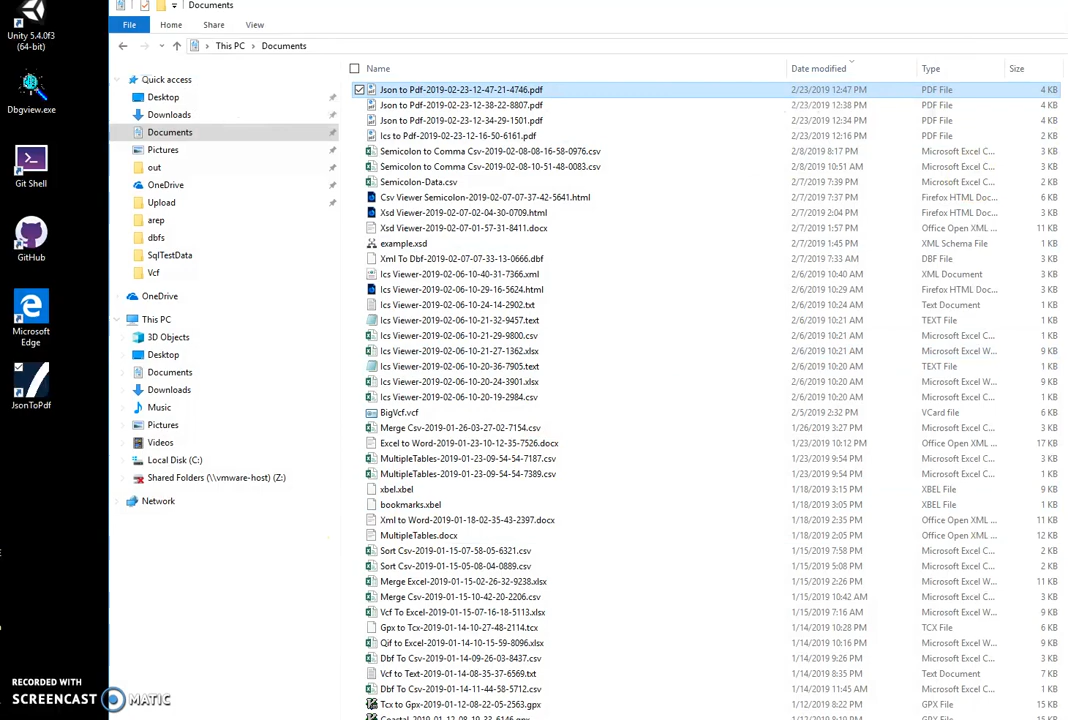 Documents
Unity 5.4.0f3
(64-bit)
File Home Share View
This PC Documents
Name Date modified Type Size
Quick access
Desktop
Downloads
Documents
Pictures
out
OneDrive
Upload
arep
dbfs
SqlTestData
Vcf
OneDrive
This PC
3D Objects
Desktop
Documents
Downloads
Music
Pictures
Videos
Local Disk (C:)
Shared Folders (\\vmware-host) (Z:)
Network
Dbgview.exe
Git Shell
GitHub
Microsoft
Edge
JsonToPdf
Json to Pdf-2019-02-23-12-47-21-4746.pdf 2/23/2019 12:47 PM PDF File 4 KB
Json to Pdf-2019-02-23-12-38-22-8807.pdf 2/23/2019 12:38 PM PDF File 4 KB
Json to Pdf-2019-02-23-12-34-29-1501.pdf 2/23/2019 12:34 PM PDF File 4 KB
Ics to Pdf-2019-02-23-12-16-50-6161.pdf 2/23/2019 12:16 PM PDF File 2 KB
Semicolon to Comma Csv-2019-02-08-08-16-58-0976.csv 2/8/2019 8:17 PM Microsoft Excel C... 3 KB
Semicolon to Comma Csv-2019-02-08-10-51-48-0083.csv 2/8/2019 10:51 AM Microsoft Excel C... 3 KB
Semicolon-Data.csv 2/7/2019 7:39 PM Microsoft Excel C... 2 KB
Csv Viewer Semicolon-2019-02-07-07-37-42-5641.html 2/7/2019 7:37 PM Firefox HTML Doc... 6 KB
Xsd Viewer-2019-02-07-02-04-30-0709.html 2/7/2019 2:04 PM Firefox HTML Doc... 3 KB
Xsd Viewer-2019-02-07-01-57-31-8411.docx 2/7/2019 1:57 PM Office Open XML ... 11 KB
example.xsd 2/7/2019 1:45 PM XML Schema File 1 KB
Xml To Dbf-2019-02-07-07-33-13-0666.dbf 2/7/2019 7:33 AM DBF File 2 KB
Ics Viewer-2019-02-06-10-40-31-7366.xml 2/6/2019 10:40 AM XML Document 2 KB
Ics Viewer-2019-02-06-10-29-16-5624.html 2/6/2019 10:29 AM Firefox HTML Doc... 3 KB
Ics Viewer-2019-02-06-10-24-14-2902.txt 2/6/2019 10:24 AM Text Document 1 KB
Ics Viewer-2019-02-06-10-21-32-9457.text 2/6/2019 10:21 AM TEXT File 1 KB
Ics Viewer-2019-02-06-10-21-29-9800.csv 2/6/2019 10:21 AM Microsoft Excel C... 1 KB
Ics Viewer-2019-02-06-10-21-27-1362.xlsx 2/6/2019 10:21 AM Microsoft Excel W... 9 KB
Ics Viewer-2019-02-06-10-20-36-7905.text 2/6/2019 10:20 AM TEXT File 1 KB
Ics Viewer-2019-02-06-10-20-24-3901.xlsx 2/6/2019 10:20 AM Microsoft Excel W... 9 KB
Ics Viewer-2019-02-06-10-20-19-2984.csv 2/6/2019 10:20 AM Microsoft Excel C... 1 KB
BigVcf.vcf 2/5/2019 2:32 PM VCard file 6 KB
Merge Csv-2019-01-26-03-27-02-7154.csv 1/26/2019 3:27 PM Microsoft Excel C... 3 KB
Excel to Word-2019-01-23-10-12-35-7526.docx 1/23/2019 10:12 PM Office Open XML ... 17 KB
MultipleTables-2019-01-23-09-54-54-7187.csv 1/23/2019 9:54 PM Microsoft Excel C... 3 KB
MultipleTables-2019-01-23-09-54-54-7389.csv 1/23/2019 9:54 PM Microsoft Excel C... 1 KB
xbel.xbel 1/18/2019 3:15 PM XBEL File 9 KB
bookmarks.xbel 1/18/2019 3:05 PM XBEL File 1 KB
Xml to Word-2019-01-18-02-35-43-2397.docx 1/18/2019 2:35 PM Office Open XML ... 11 KB
MultipleTables.docx 1/18/2019 2:05 PM Office Open XML ... 12 KB
Sort Csv-2019-01-15-07-58-05-6321.csv 1/15/2019 7:58 PM Microsoft Excel C... 2 KB
Sort Csv-2019-01-15-05-08-04-0889.csv 1/15/2019 5:08 PM Microsoft Excel C... 2 KB
Merge Excel-2019-01-15-02-26-32-9238.xlsx 1/15/2019 2:26 PM Microsoft Excel W... 11 KB
Merge Csv-2019-01-15-10-42-20-2206.csv 1/15/2019 10:42 AM Microsoft Excel C... 3 KB
Vcf To Excel-2019-01-15-07-16-18-5113.xlsx 1/15/2019 7:16 AM Microsoft Excel W... 9 KB
Gpx to Tcx-2019-01-14-10-27-48-2114.tcx 1/14/2019 10:28 PM TCX File 3 KB
Qif to Excel-2019-01-14-10-15-59-8096.xlsx 1/14/2019 10:16 PM Microsoft Excel W... 9 KB
Dbf To Csv-2019-01-14-09-26-03-8437.csv 1/14/2019 9:26 PM Microsoft Excel C... 3 KB
Vcf to Text-2019-01-14-08-35-37-6569.txt 1/14/2019 8:35 PM Text Document 7 KB
Dbf To Csv-2019-01-14-11-44-58-5712.csv 1/14/2019 11:45 AM Microsoft Excel C... 3 KB
Tcx to Gpx-2019-01-12-08-22-05-2563.gpx 1/12/2019 8:22 PM GPX File 1 KB
RECORDED WITH
SCREENCAST MATIC